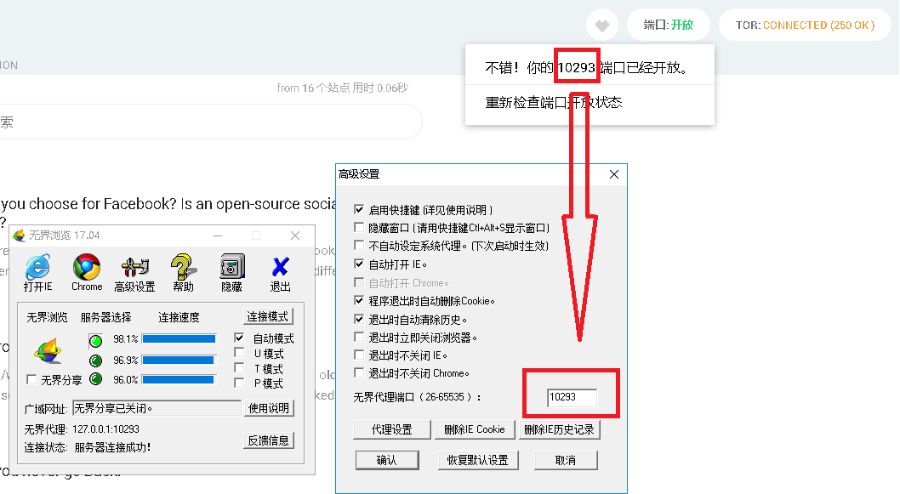 端口: 开放
TOR: CONNECTED (250 OK )
不错！你的 10293 端口已经开放。
重新检查端口开放状态
ION
from 16 个站点 用时 0.06秒
索
you choose for Facebook? Is an open-source socia
?
无界浏览 17.04
打开IE
Chrome
高级设置
帮助
隐藏
退出
无界浏览
服务器选择
连接速度
连接模式
98.1%
自动模式
96.9%
U 模式
T 模式
无界分享
96.0%
P 模式
广域网址:
无界分享已关闭。
使用说明
无界代理: 127.0.0.1:10293
连接状态: 服务器连接成功！
反馈信息
高级设置
启用快捷键 (详见使用说明 )
隐藏窗口 ( 请用快捷键Ctrl+Alt+S显示窗口)
不自动设定系统代理。(下次启动时生效)
自动打开 IE。
自动打开 Chrome。
程序退出时自动删除Cookie。
退出时自动清除历史。
退出时立即关闭浏览器。
退出时不关闭 IE。
退出时不关闭 Chrome。
无界代理端口（26-65535）：
10293
代理设置
删除IE Cookie
删除IE历史记录
确认
恢复默认设置
取消